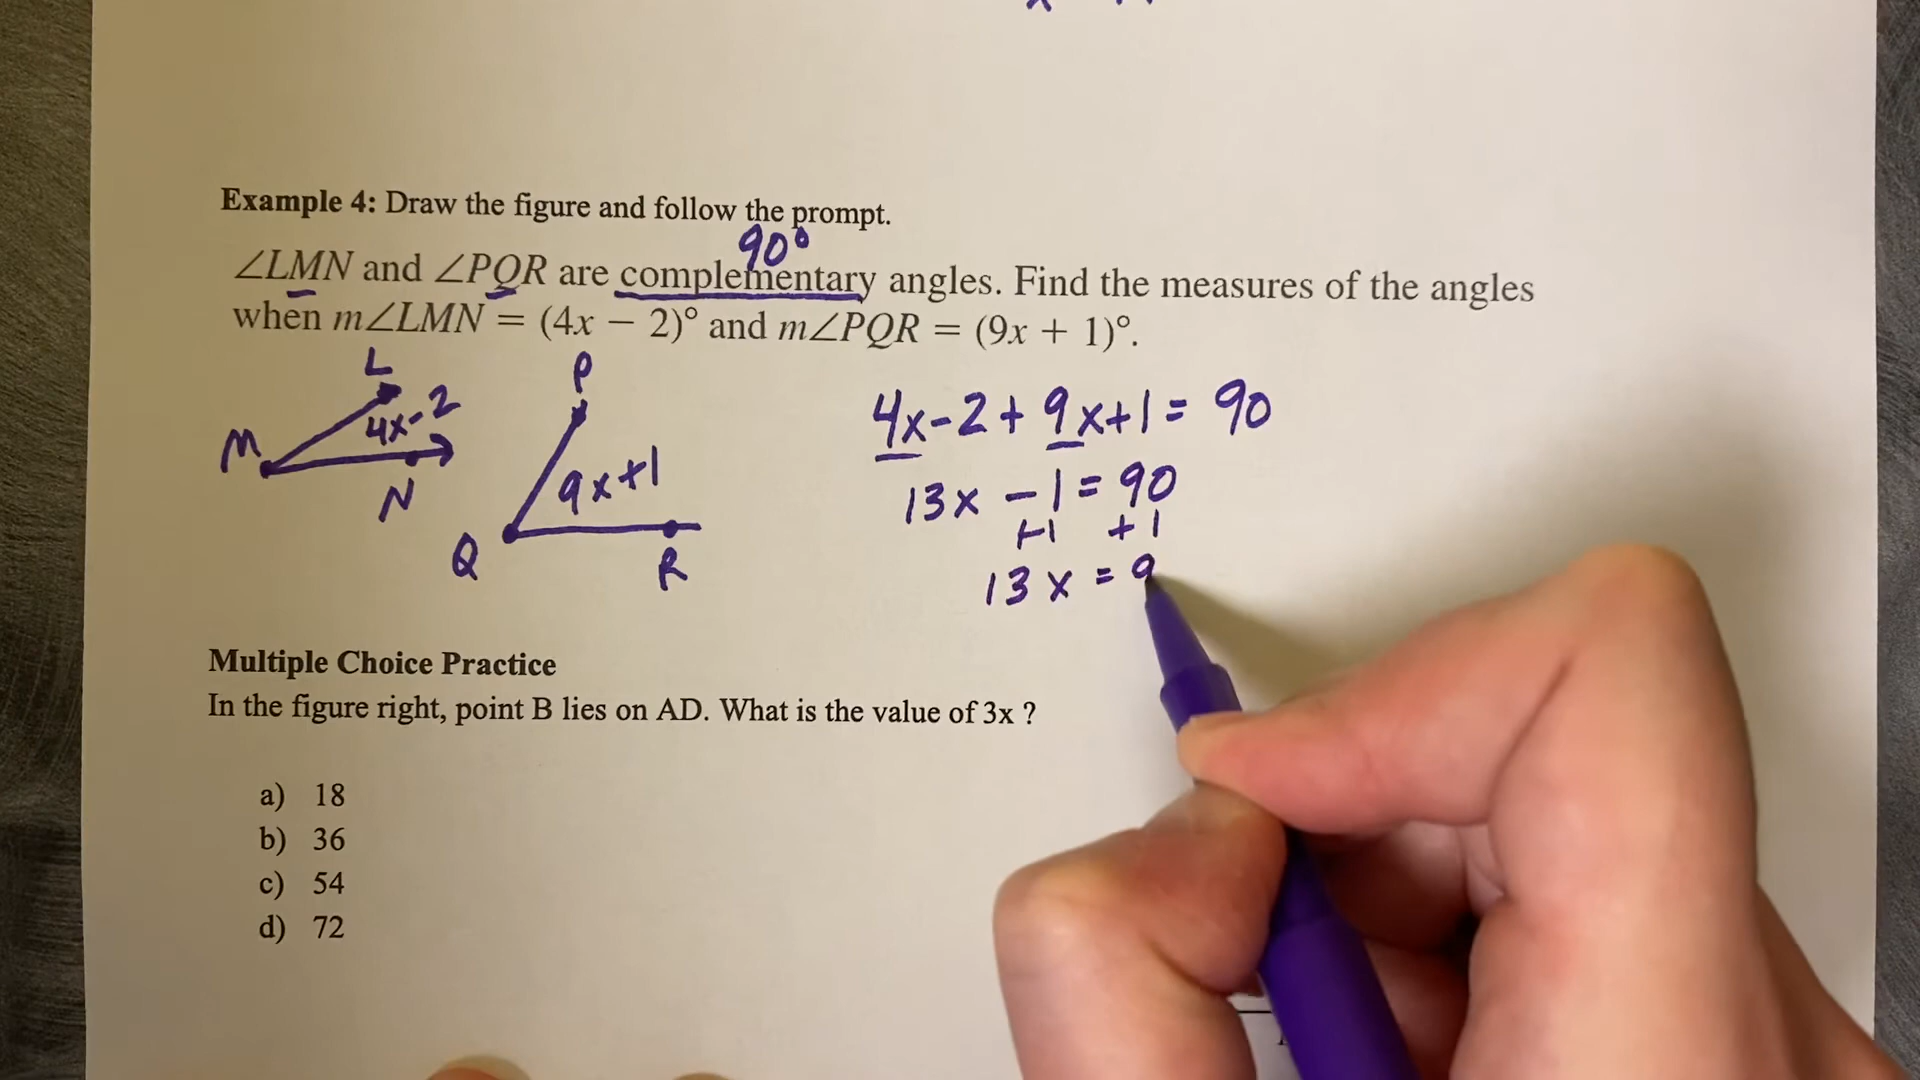 Example 4: Draw the figure and follow the prompt.
90°
∠LMN and ∠PQR are complementary angles. Find the measures of the angles
when m∠LMN = (4x − 2)° and m∠PQR = (9x + 1)°.
L
M
4x-2
N
P
9x+1
Q
R
4x-2+9x+1=90
13x -1=90
+1 +1
13x = 9
Multiple Choice Practice
In the figure right, point B lies on AD. What is the value of 3x ?
a) 18
b) 36
c) 54
d) 72